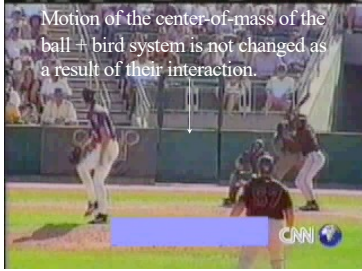 Motion of the center-of-mass of the
ball + bird system is not changed as
a result of their interaction.
CNN